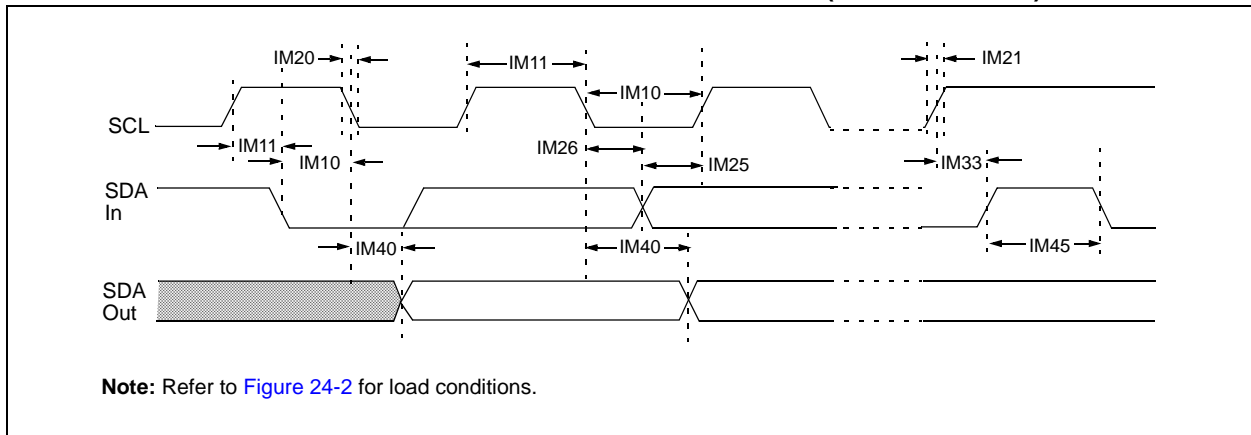 IM20
IM11
IM21
IM10
SCL
IM11
IM26
IM10
IM25
IM33
SDA
In
IM40
IM40
IM45
SDA
Out
Note: Refer to Figure 24-2 for load conditions.